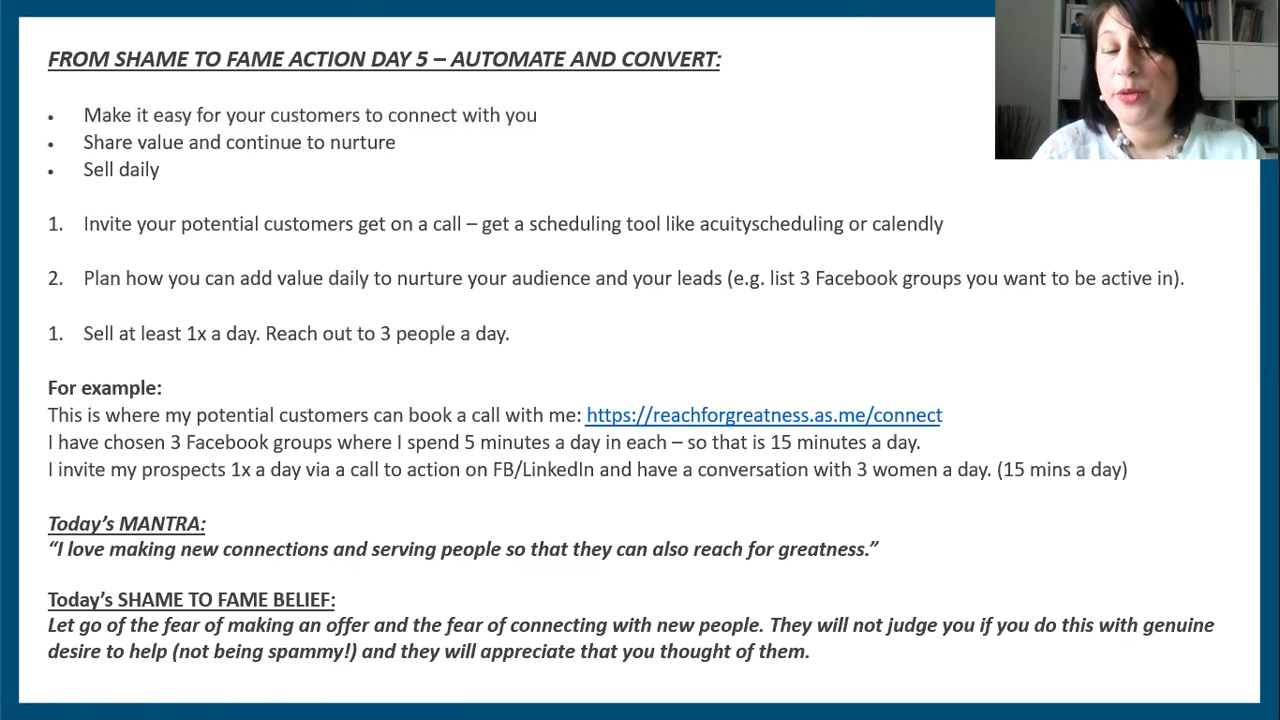 FROM SHAME TO FAME ACTION DAY 5 – AUTOMATE AND CONVERT:
• Make it easy for your customers to connect with you
• Share value and continue to nurture
• Sell daily
1. Invite your potential customers get on a call – get a scheduling tool like acuityscheduling or calendly
2. Plan how you can add value daily to nurture your audience and your leads (e.g. list 3 Facebook groups you want to be active in).
1. Sell at least 1x a day. Reach out to 3 people a day.
For example:
This is where my potential customers can book a call with me: https://reachforgreatness.as.me/connect
I have chosen 3 Facebook groups where I spend 5 minutes a day in each – so that is 15 minutes a day.
I invite my prospects 1x a day via a call to action on FB/LinkedIn and have a conversation with 3 women a day. (15 mins a day)
Today’s MANTRA:
“I love making new connections and serving people so that they can also reach for greatness.”
Today’s SHAME TO FAME BELIEF:
Let go of the fear of making an offer and the fear of connecting with new people. They will not judge you if you do this with genuine
desire to help (not being spammy!) and they will appreciate that you thought of them.